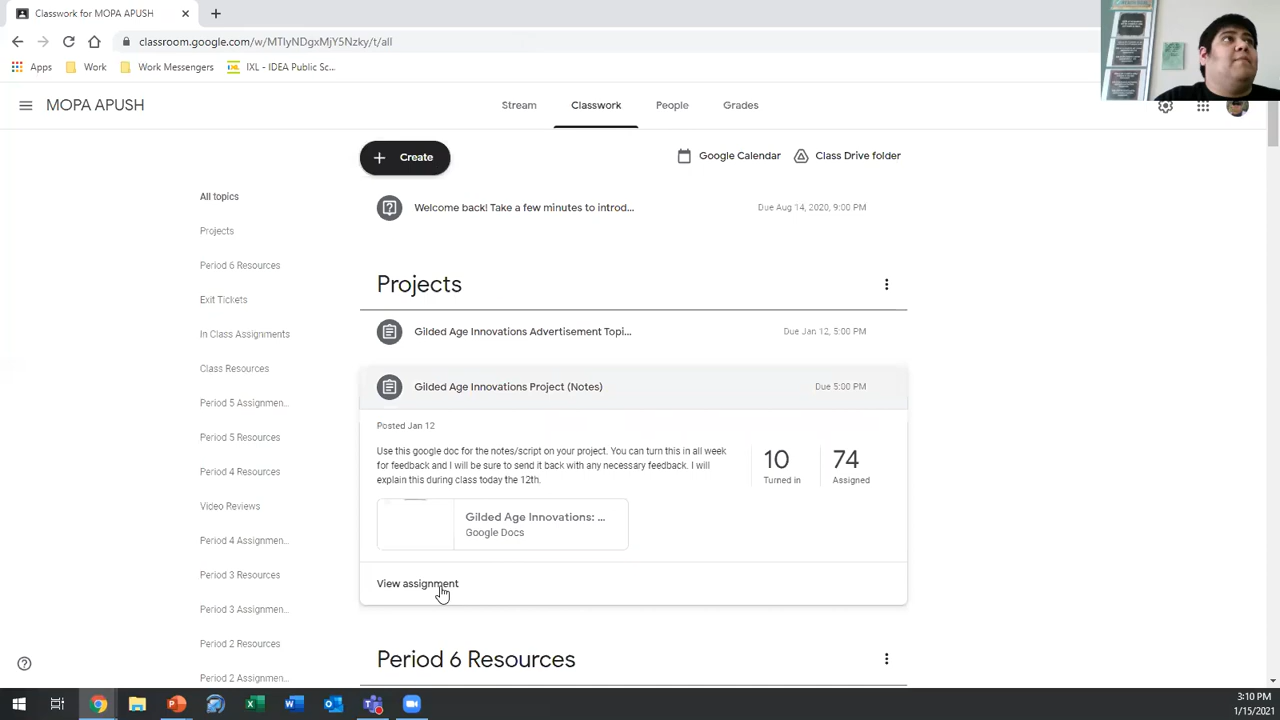 Classwork for MOPA APUSH
classroom.google.com/w/MTIyNDgxMjI1Nzky/t/all
Apps
Work
Work Messengers
IXL - IDEA Public Sc...
MOPA APUSH
Stream
Classwork
People
Grades
Create
Google Calendar
Class Drive folder
All topics
Projects
Period 6 Resources
Exit Tickets
In Class Assignments
Class Resources
Period 5 Assignmen...
Period 5 Resources
Period 4 Resources
Video Reviews
Period 4 Assignmen...
Period 3 Resources
Period 3 Assignmen...
Period 2 Resources
Period 2 Assignmen...
Welcome back! Take a few minutes to introd...
Due Aug 14, 2020, 9:00 PM
Projects
Gilded Age Innovations Advertisement Topi...
Due Jan 12, 5:00 PM
Gilded Age Innovations Project (Notes)
Due 5:00 PM
Posted Jan 12
Use this google doc for the notes/script on your project. You can turn this in all week
for feedback and I will be sure to send it back with any necessary feedback. I will
explain this during class today the 12th.
10
Turned in
74
Assigned
Gilded Age Innovations: ...
Google Docs
View assignment
Period 6 Resources
3:10 PM
1/15/2021